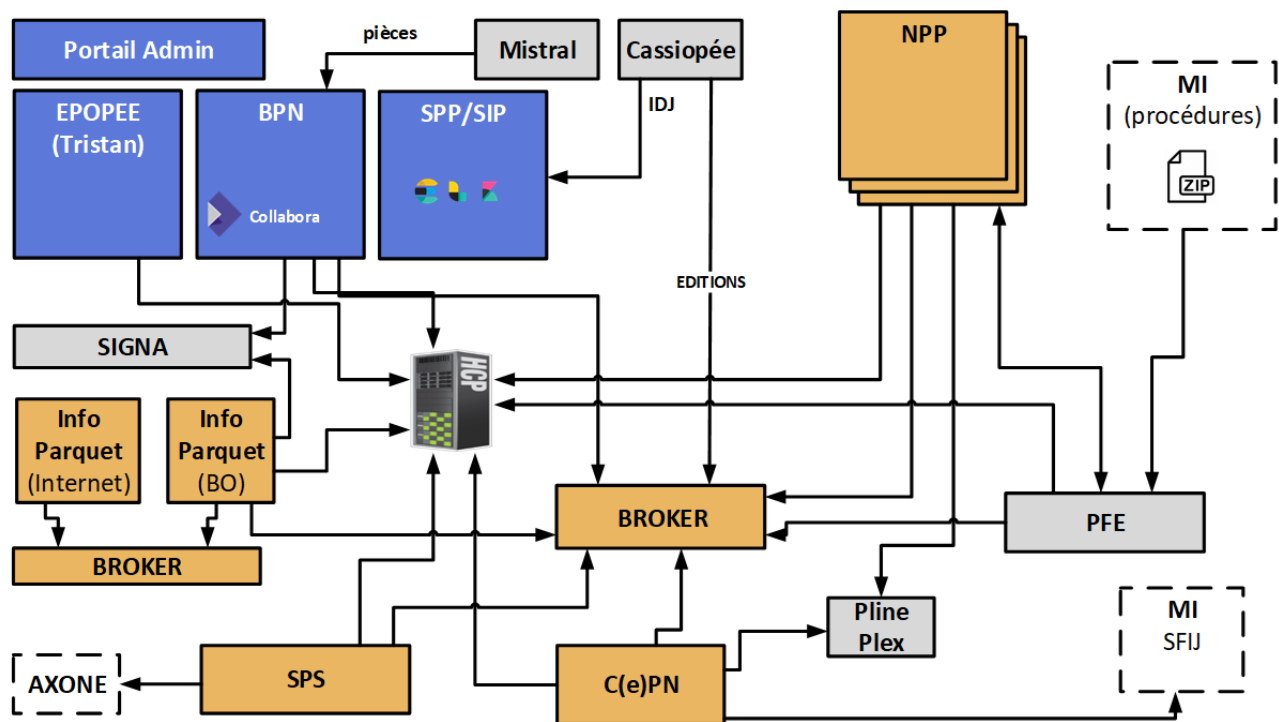 Portail Admin
pièces
Mistral
Cassiopée
NPP
MI
(procédures)
ZIP
EPOPEE
(Tristan)
BPN
Collabora
SPP/SIP
IDJ
EDITIONS
SIGNA
HCP
Info
Parquet
(Internet)
Info
Parquet
(BO)
BROKER
BROKER
PFE
Pline
Plex
MI
SFIJ
AXONE
SPS
C(e)PN